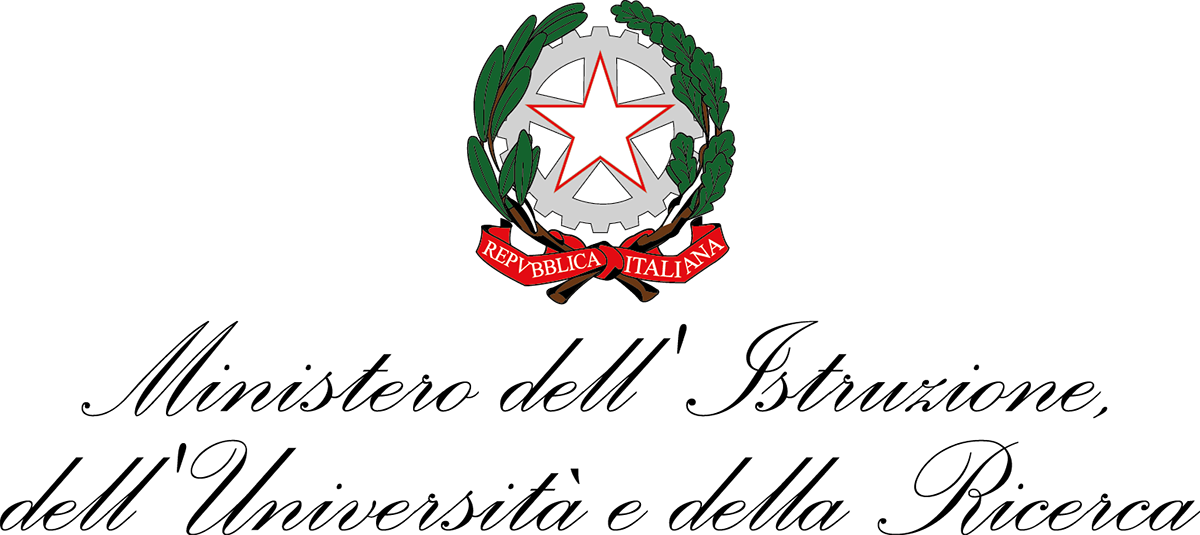 REPVBBLICA ITALIANA
Ministero dell'Istruzione,
dell'Università e della Ricerca